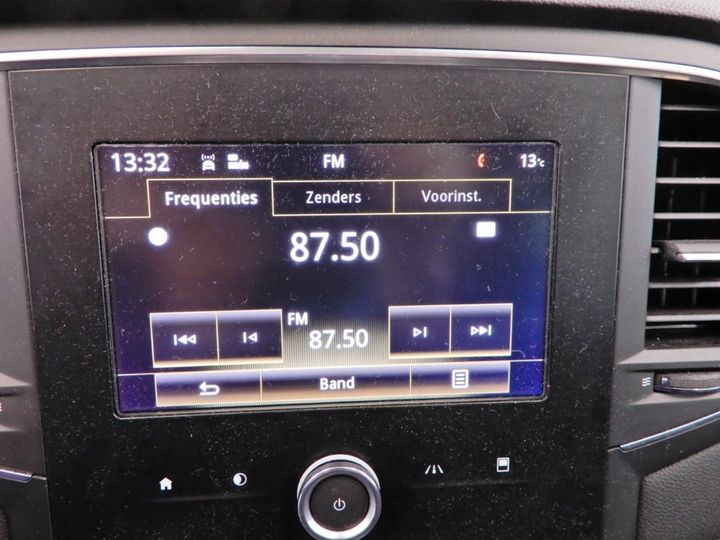 13:32 FM 13°C
Frequenties Zenders Voorinst.
87.50
FM
87.50
Band